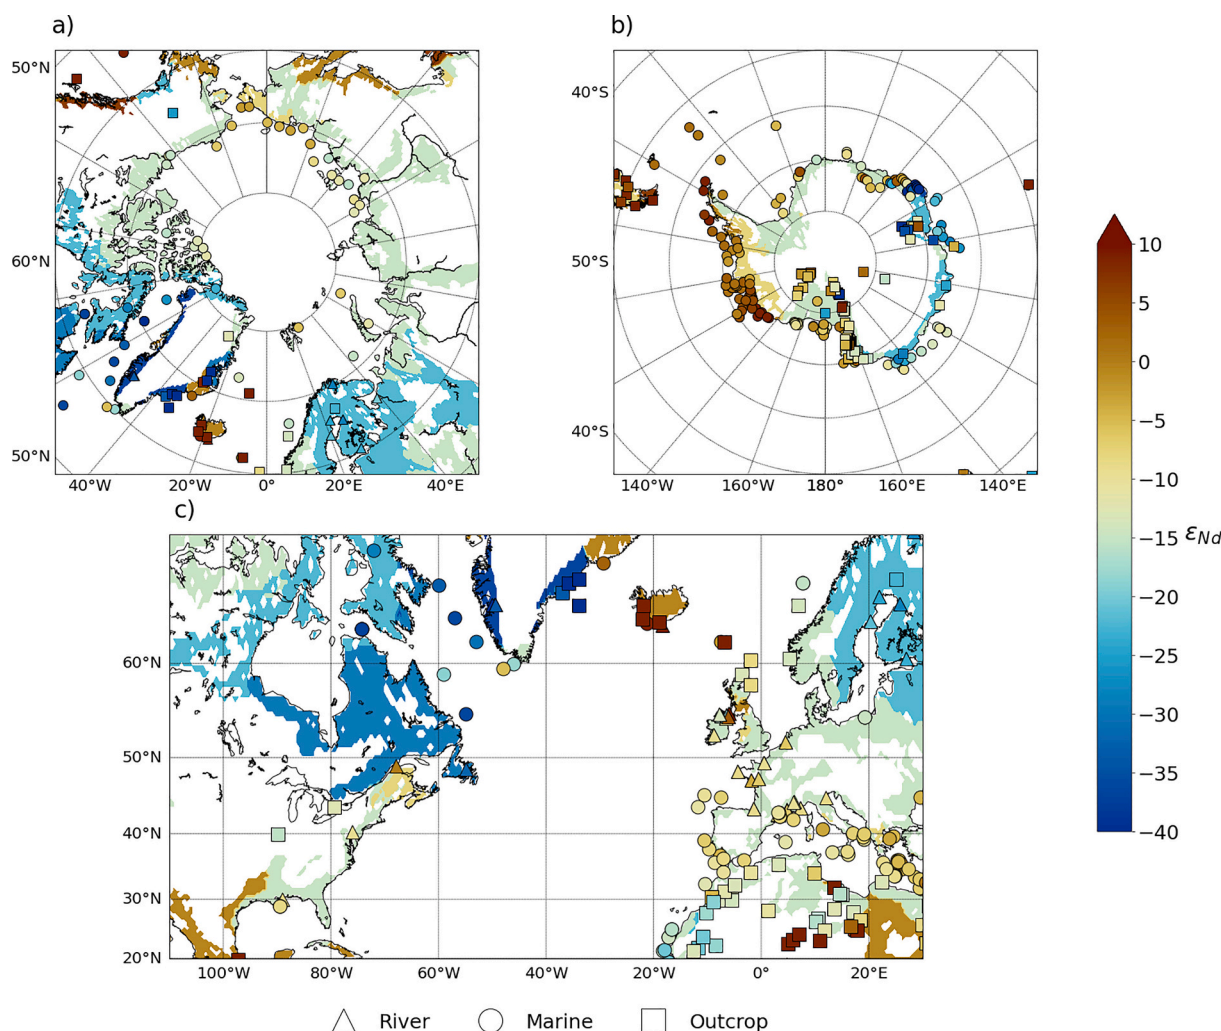 a)
b)
50°N
60°N
50°N
40°W
20°W
0°
20°E
40°E
40°S
50°S
40°S
140°W
160°W
180°
160°E
140°E
10
5
0
−5
−10
−15
−20
−25
−30
−35
−40
εNd
c)
60°N
50°N
40°N
30°N
20°N
100°W
80°W
60°W
40°W
20°W
0°
20°E
River
Marine
Outcrop